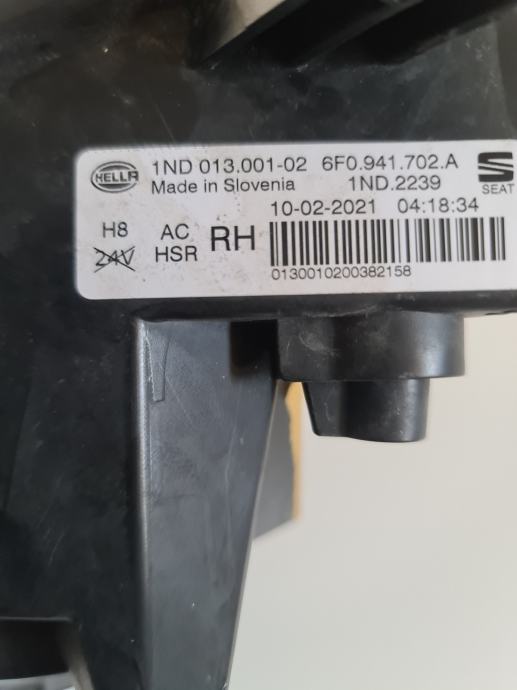 HELLA 1ND 013.001-02 6F0.941.702.A
Made in Slovenia 1ND.2239 SEAT
10-02-2021 04:18:34
H8 AC RH
24V HSR
0130010200382158